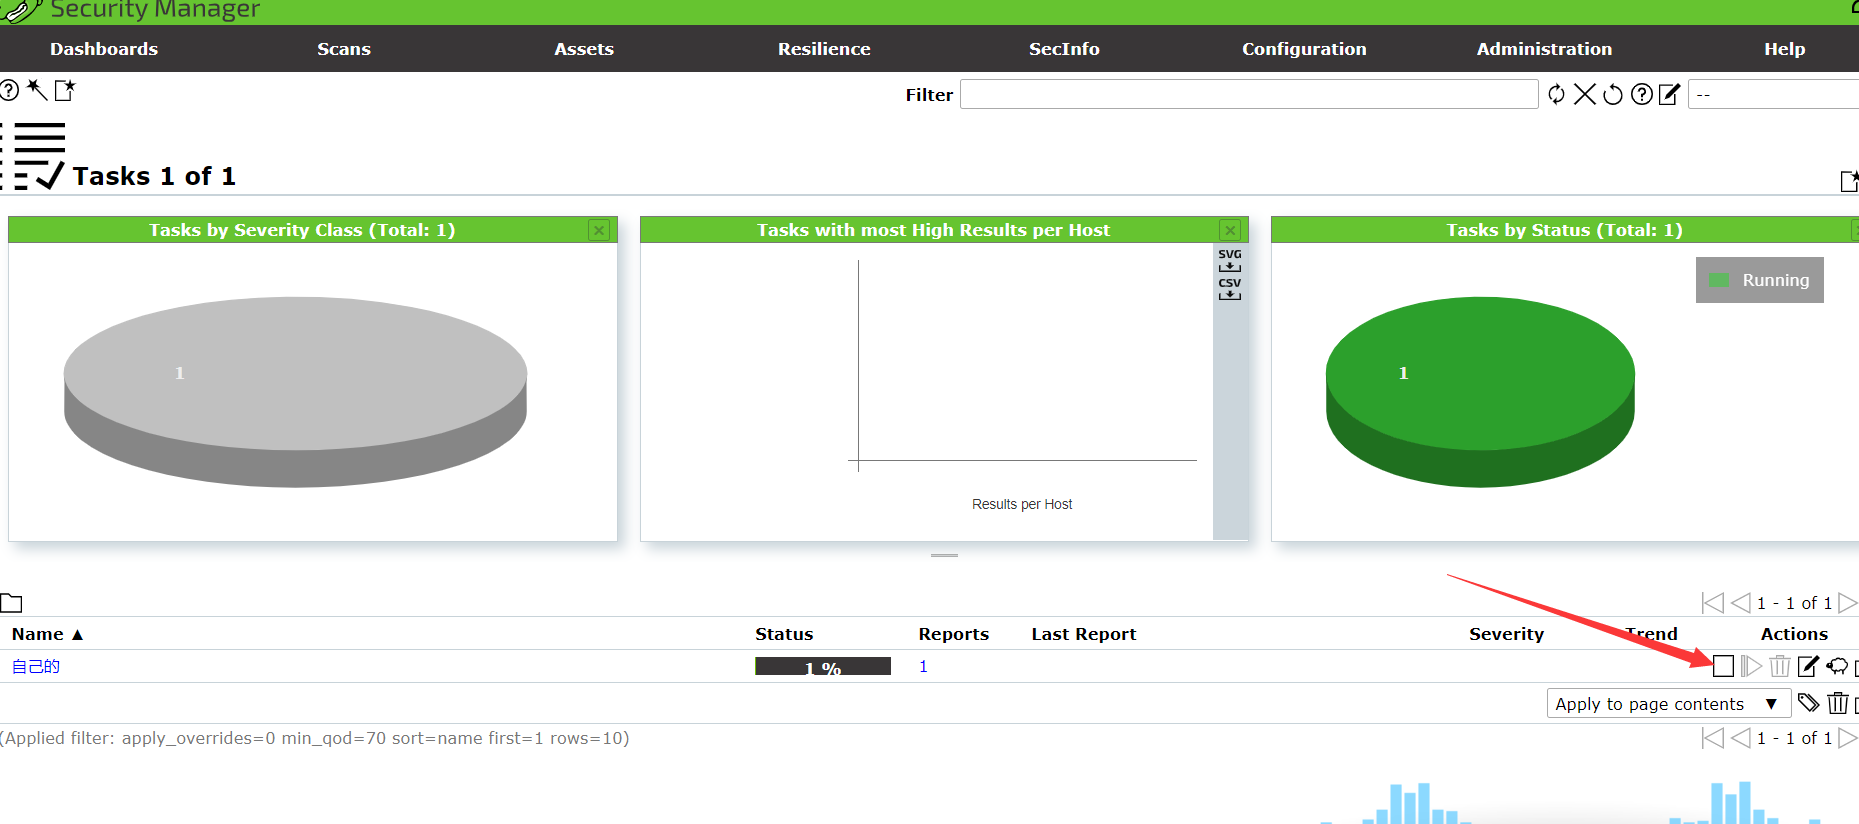 Security Manager
Dashboards Scans Assets Resilience SecInfo Configuration Administration Help
Filter --
Tasks 1 of 1
Tasks by Severity Class (Total: 1) Tasks with most High Results per Host Tasks by Status (Total: 1)
SVG
CSV
Running
1
1
Results per Host
1 - 1 of 1
Name ▲ Status Reports Last Report Severity Trend Actions
自己的 1 % 1
Apply to page contents ▼
(Applied filter: apply_overrides=0 min_qod=70 sort=name first=1 rows=10)
1 - 1 of 1